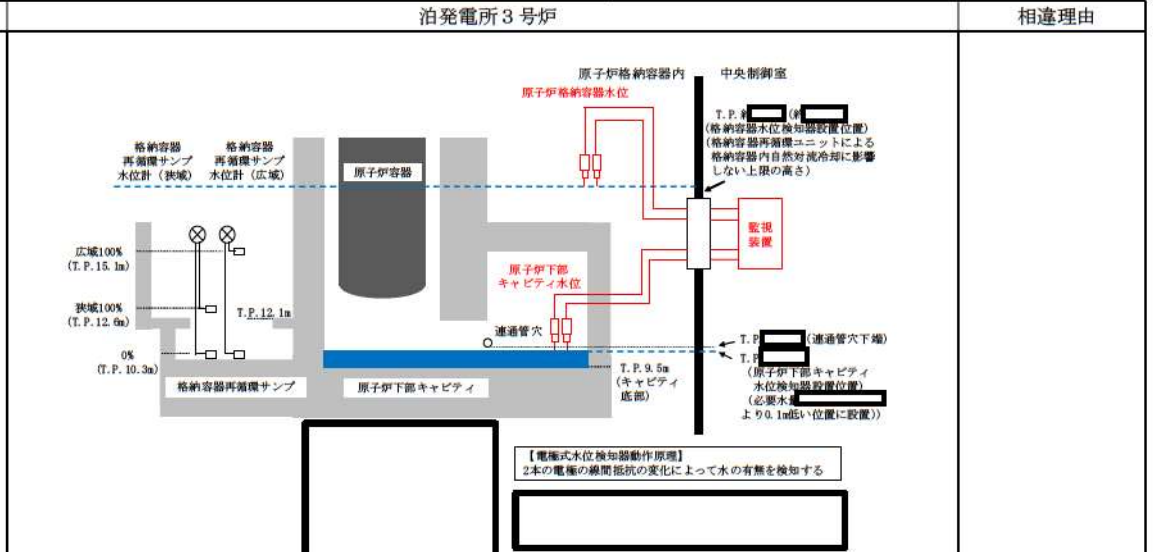 泊発電所3号炉
相違理由
原子炉格納容器内
中央制御室
原子炉格納容器水位
T.P.約
(約
(格納容器水位検知器設置位置)
(格納容器再循環ユニットによる
格納容器内自然対流冷却に影響
しない上限の高さ)
格納容器
再循環サンプ
水位計(狭域)
格納容器
再循環サンプ
水位計(広域)
原子炉容器
監視
装置
広域100%
(T.P.15.1m)
原子炉下部
キャビティ水位
狭域100%
(T.P.12.6m)
T.P.12.1m
連通管穴
T.P
(連通管穴下端)
0%
(T.P.10.3m)
T.P
(原子炉下部キャビティ
水位検知器設置位置)
(必要水量
より0.1m低い位置に設置))
T.P.9.5m
(キャビティ
底部)
格納容器再循環サンプ
原子炉下部キャビティ
【電極式水位検知器動作原理】
2本の電極の線間抵抗の変化によって水の有無を検知する